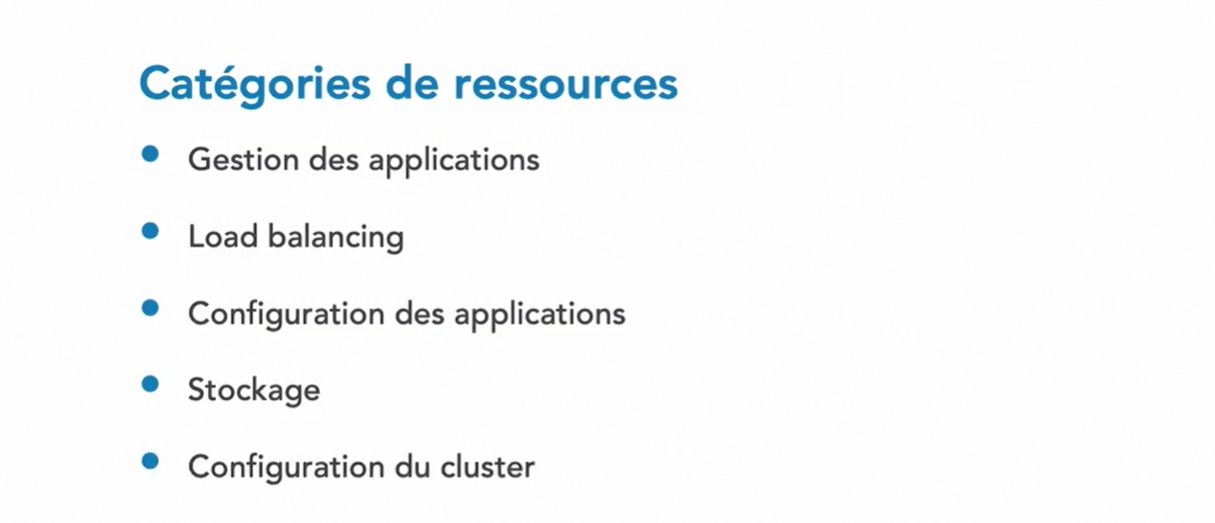 Catégories de ressources
Gestion des applications
Load balancing
Configuration des applications
Stockage
Configuration du cluster